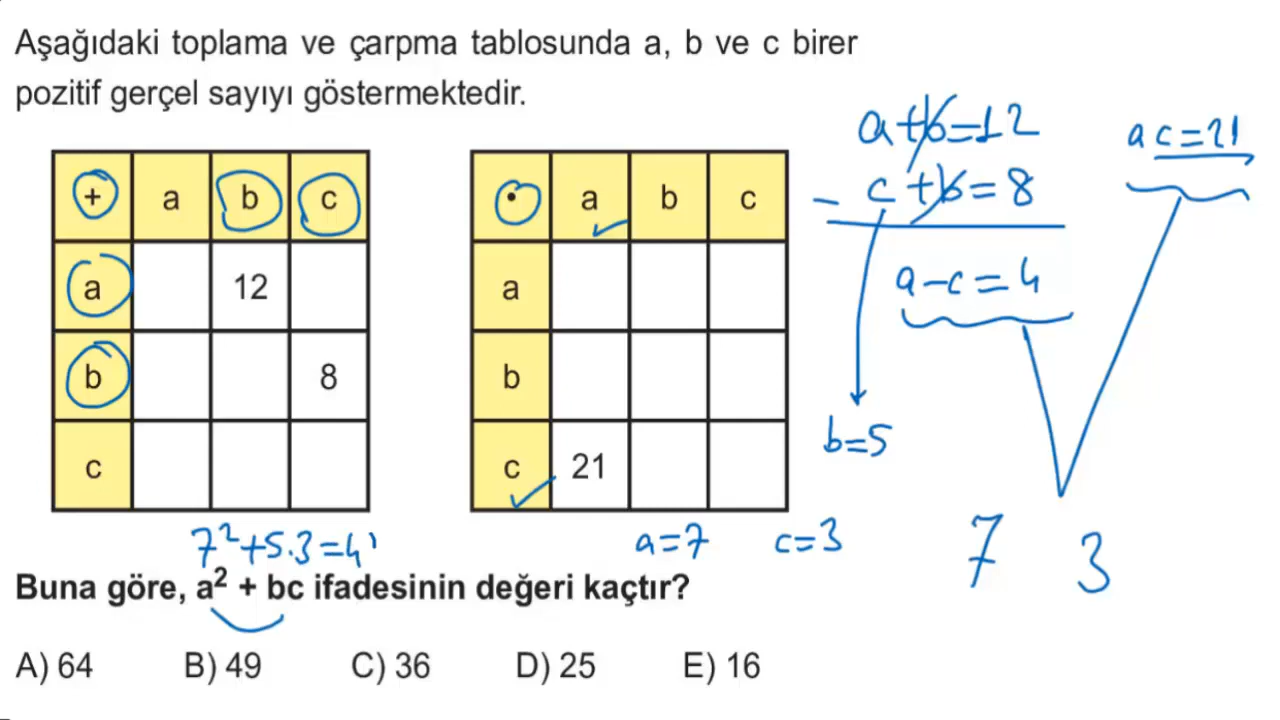 Aşağıdaki toplama ve çarpma tablosunda a, b ve c birer
pozitif gerçel sayıyı göstermektedir.
a+b=12
ac=21
- c+b=8
a-c=4
b=5
+ a b c
a 12
b 8
c
· a b c
a
b
c 21
7 3
7²+5.3=4
a=7 c=3
Buna göre, a² + bc ifadesinin değeri kaçtır?
A) 64 B) 49 C) 36 D) 25 E) 16